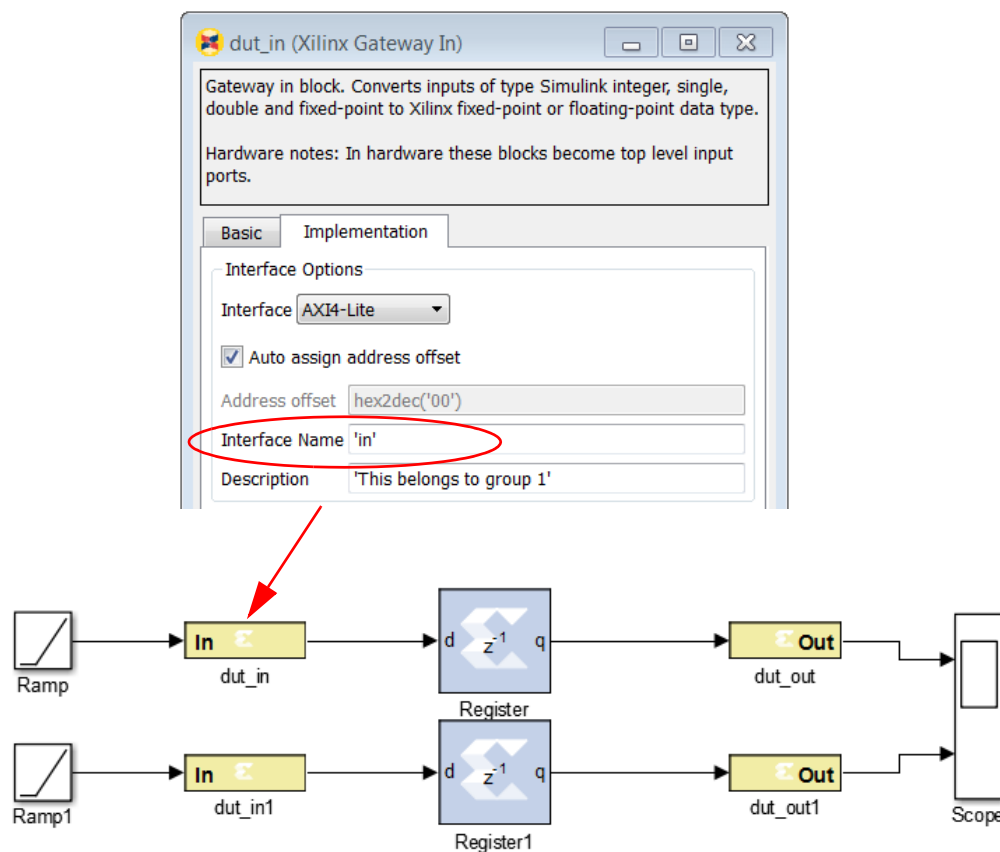 dut_in (Xilinx Gateway In)
Gateway in block. Converts inputs of type Simulink integer, single,
double and fixed-point to Xilinx fixed-point or floating-point data type.
Hardware notes: In hardware these blocks become top level input
ports.
Basic Implementation
Interface Options
Interface AXI4-Lite
Auto assign address offset
Address offset hex2dec('00')
Interface Name 'in'
Description 'This belongs to group 1'
In d z-1 q Out
Ramp dut_in Register dut_out
In d z-1 q Out
Ramp1 dut_in1 Register1 dut_out1 Scope